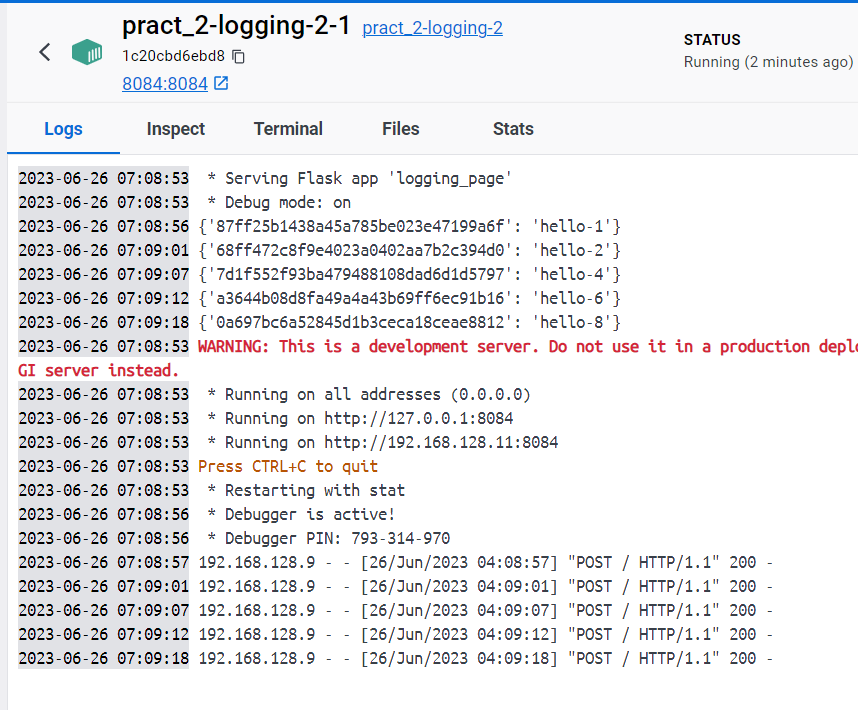 pract_2-logging-2-1 pract_2-logging-2
1c20cbd6ebd8
8084:8084
STATUS
Running (2 minutes ago)
Logs Inspect Terminal Files Stats
2023-06-26 07:08:53 * Serving Flask app 'logging_page'
2023-06-26 07:08:53 * Debug mode: on
2023-06-26 07:08:56 {'87ff25b1438a45a785be023e47199a6f': 'hello-1'}
2023-06-26 07:09:01 {'68ff472c8f9e4023a0402aa7b2c394d0': 'hello-2'}
2023-06-26 07:09:07 {'7d1f552f93ba479488108dad6d1d5797': 'hello-4'}
2023-06-26 07:09:12 {'a3644b08d8fa49a4a43b69ff6ec91b16': 'hello-6'}
2023-06-26 07:09:18 {'0a697bc6a52845d1b3ceca18ceae8812': 'hello-8'}
2023-06-26 07:08:53 WARNING: This is a development server. Do not use it in a production deplo
GI server instead.
2023-06-26 07:08:53 * Running on all addresses (0.0.0.0)
2023-06-26 07:08:53 * Running on http://127.0.0.1:8084
2023-06-26 07:08:53 * Running on http://192.168.128.11:8084
2023-06-26 07:08:53 Press CTRL+C to quit
2023-06-26 07:08:53 * Restarting with stat
2023-06-26 07:08:56 * Debugger is active!
2023-06-26 07:08:56 * Debugger PIN: 793-314-970
2023-06-26 07:08:57 192.168.128.9 - - [26/Jun/2023 04:08:57] "POST / HTTP/1.1" 200 -
2023-06-26 07:09:01 192.168.128.9 - - [26/Jun/2023 04:09:01] "POST / HTTP/1.1" 200 -
2023-06-26 07:09:07 192.168.128.9 - - [26/Jun/2023 04:09:07] "POST / HTTP/1.1" 200 -
2023-06-26 07:09:12 192.168.128.9 - - [26/Jun/2023 04:09:12] "POST / HTTP/1.1" 200 -
2023-06-26 07:09:18 192.168.128.9 - - [26/Jun/2023 04:09:18] "POST / HTTP/1.1" 200 -